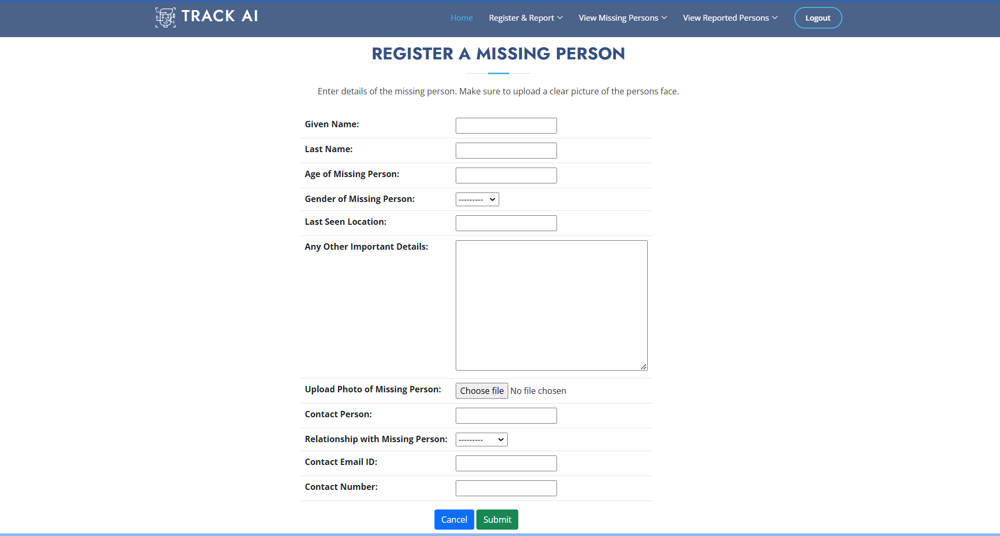 TRACK AI
Home Register & Report View Missing Persons View Reported Persons Logout
REGISTER A MISSING PERSON
Enter details of the missing person. Make sure to upload a clear picture of the persons face.
Given Name:
Last Name:
Age of Missing Person:
Gender of Missing Person: ---------
Last Seen Location:
Any Other Important Details:
Upload Photo of Missing Person: Choose file No file chosen
Contact Person:
Relationship with Missing Person: ---------
Contact Email ID:
Contact Number:
Cancel Submit